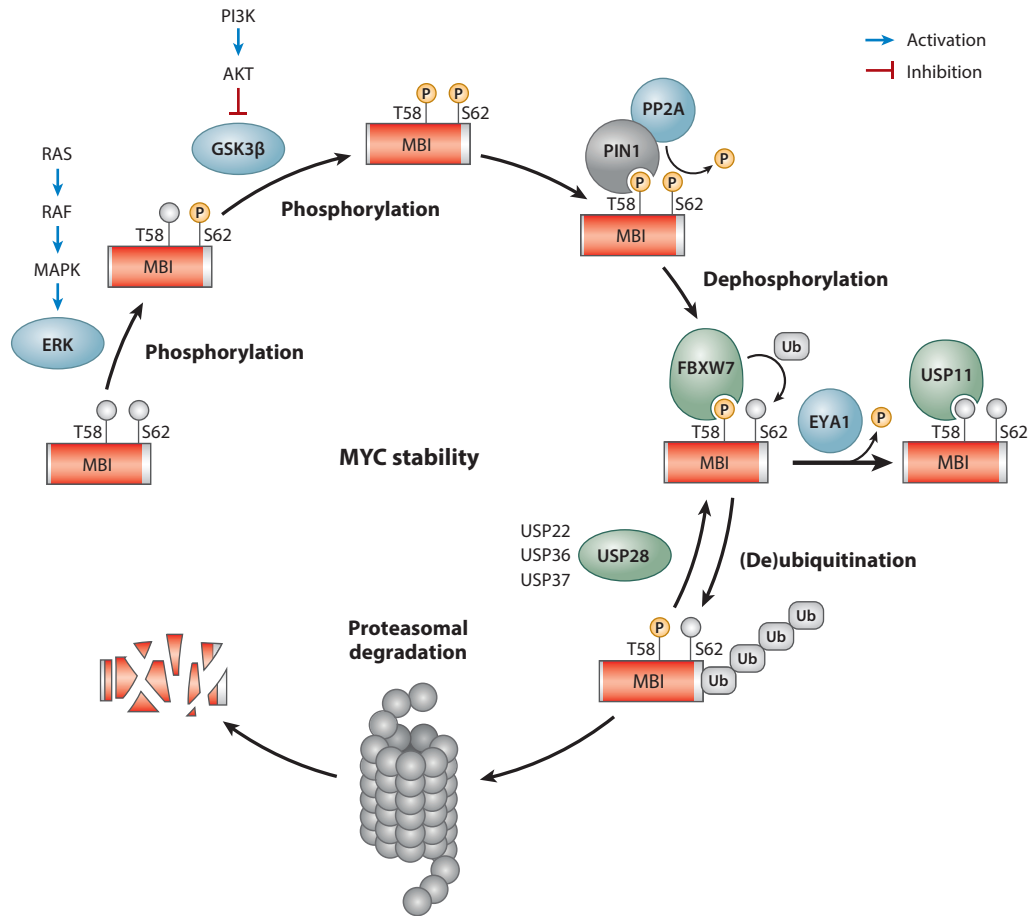 PI3K
AKT
GSK3β
Activation
Inhibition
RAS
RAF
MAPK
ERK
Phosphorylation
T58 S62
MBI
T58 P S62
MBI
Phosphorylation
P P
T58 S62
MBI
PP2A
PIN1
P
P P
T58 S62
MBI
Dephosphorylation
FBXW7
Ub
P
T58 S62
MBI
EYA1
P
USP11
T58 S62
MBI
MYC stability
USP22
USP36
USP37
USP28
(De)ubiquitination
P
T58 S62
MBI
Ub
Ub
Ub
Ub
Proteasomal
degradation